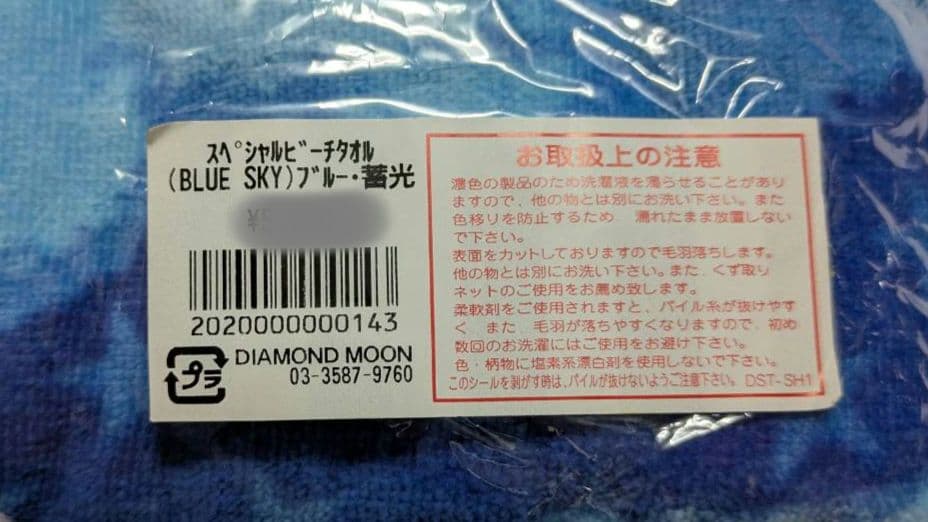 ｽﾍﾟｼｬﾙﾋﾞｰﾁﾀｵﾙ
(BLUE SKY)ﾌﾞﾙｰ･蓄光
2020000000143
プラ
DIAMOND MOON
03-3587-9760
お取扱上の注意
濃色の製品のため洗濯液を濁らせることがあり
ますので、他の物とは別にお洗い下さい。また
色移りを防止するため 濡れたまま放置しない
で下さい。
表面をカットしておりますので毛羽落ちします。
他の物とは別にお洗い下さい。また、くず取り
ネットのご使用をお薦め致します。
柔軟剤をご使用されますと、パイル糸が抜けやす
く、また、毛羽が落ちやすくなりますので、初め
数回のお洗濯にはご使用をお避け下さい。
色・柄物に塩素系漂白剤を使用しないで下さい。
このシールを剥がす時は、パイルが抜けないようご注意下さい。DST-SH1